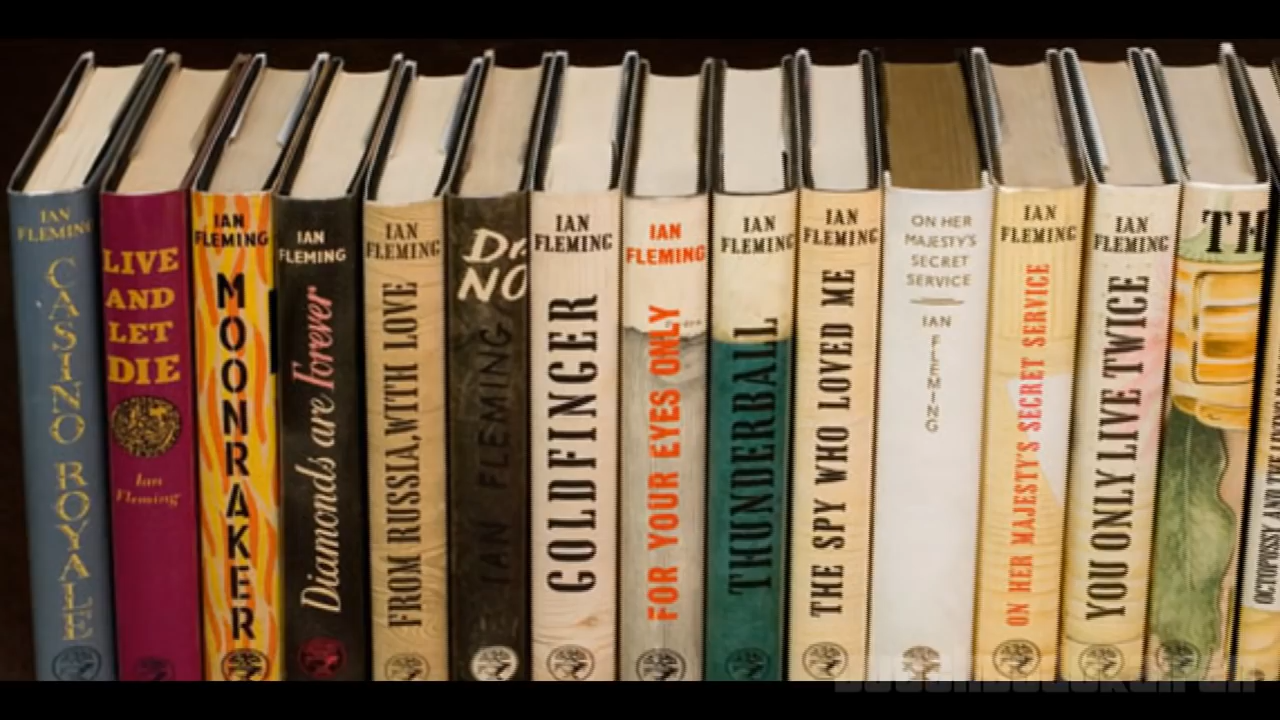 IAN
FLEMING
CASINO ROYALE
LIVE
AND
LET
DIE
Ian
Fleming
IAN
FLEMING
MOONRAKER
IAN
FLEMING
Diamonds are Forever
IAN
FLEMING
FROM RUSSIA, WITH LOVE
DR
NO
IAN FLEMING
IAN
FLEMING
GOLDFINGER
IAN
FLEMING
FOR YOUR EYES ONLY
IAN
FLEMING
THUNDERBALL
IAN
FLEMING
THE SPY WHO LOVED ME
ON HER
MAJESTY'S
SECRET
SERVICE
IAN
FLEMING
IAN
FLEMING
ON HER MAJESTY'S SECRET SERVICE
IAN
FLEMING
YOU ONLY LIVE TWICE
TH
OCTOPUSSY AND THE LIVING